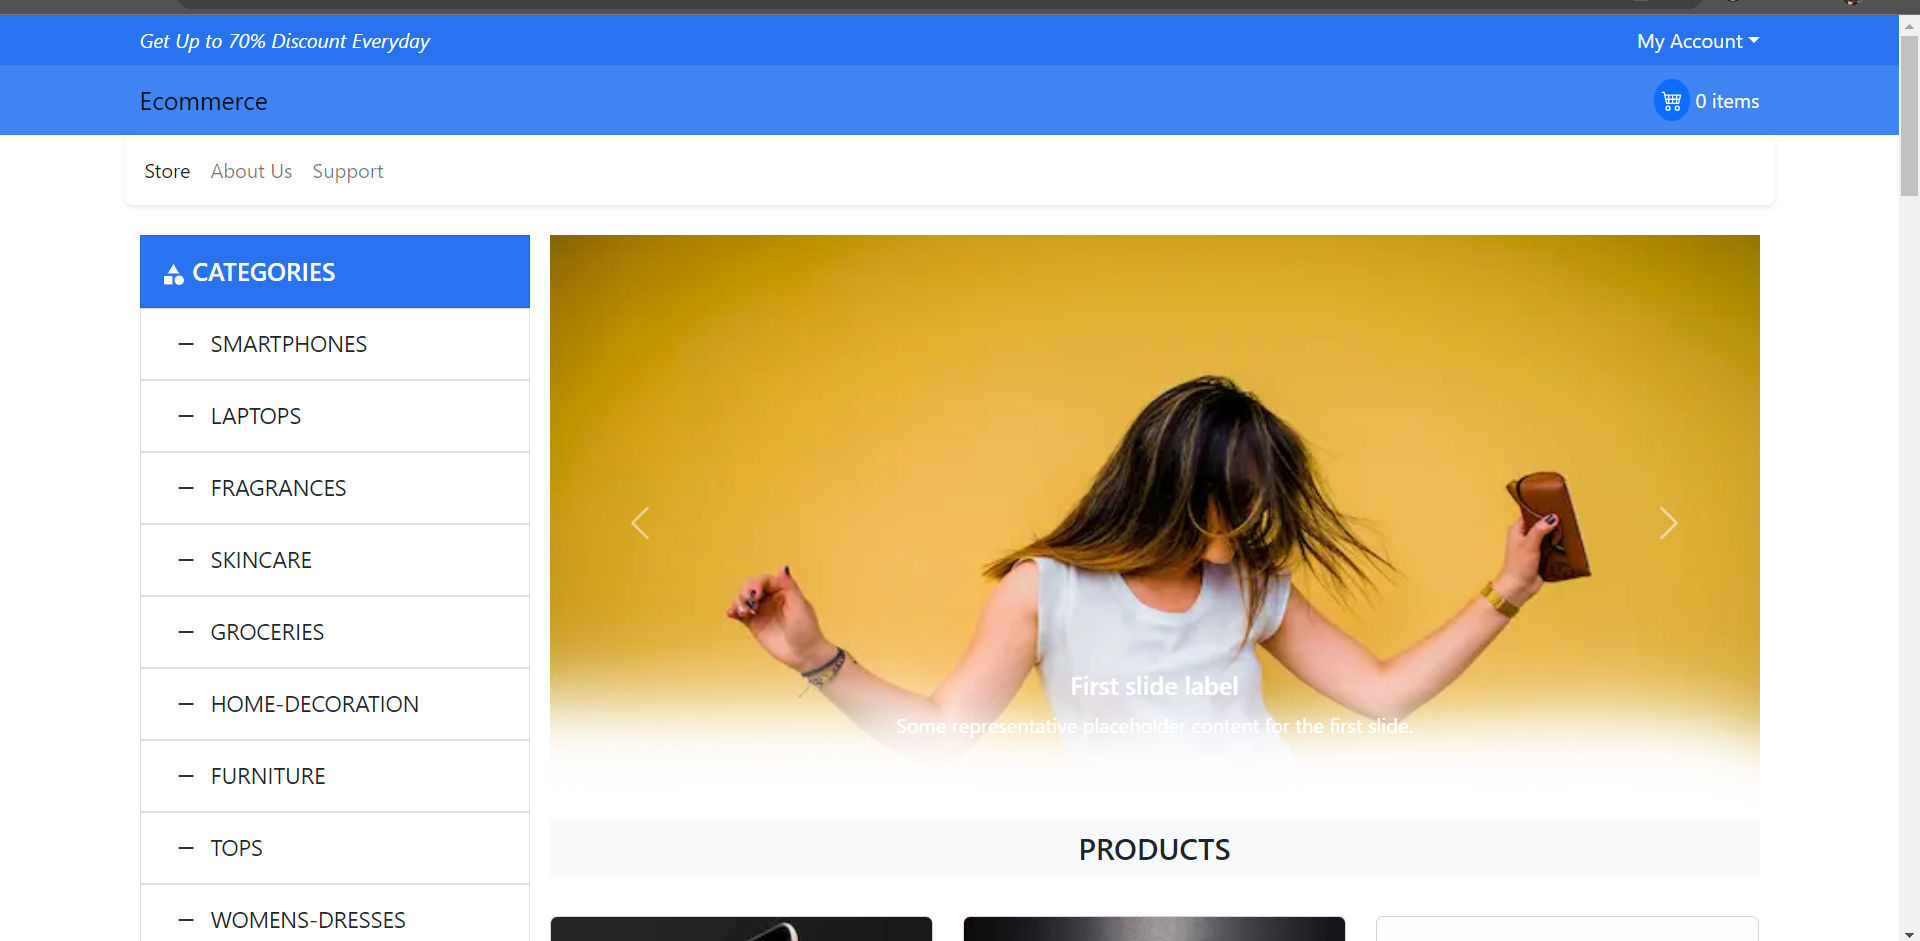 Get Up to 70% Discount Everyday
My Account
Ecommerce
0 items
Store
About Us
Support
CATEGORIES
SMARTPHONES
LAPTOPS
FRAGRANCES
SKINCARE
GROCERIES
HOME-DECORATION
FURNITURE
TOPS
WOMENS-DRESSES
First slide label
Some representative placeholder content for the first slide.
PRODUCTS